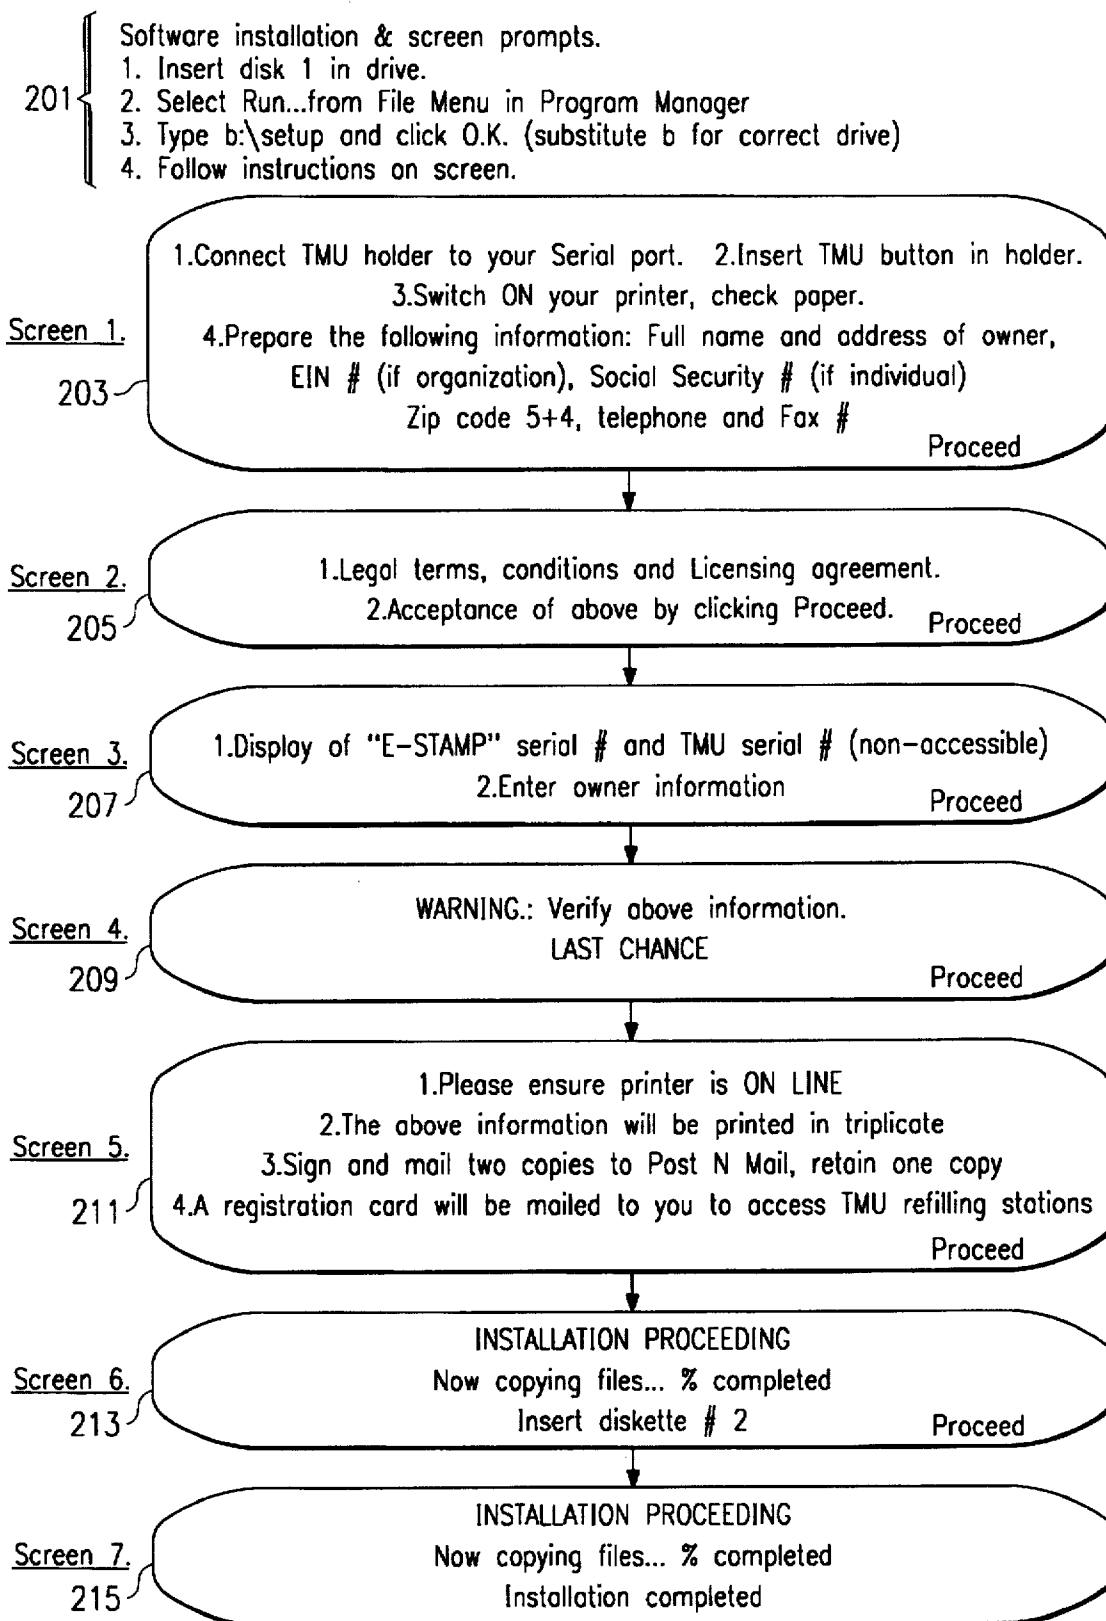 Software installation & screen prompts.
1. Insert disk 1 in drive.
201
2. Select Run...from File Menu in Program Manager
3. Type b:\setup and click O.K. (substitute b for correct drive)
4. Follow instructions on screen.
1.Connect TMU holder to your Serial port. 2.Insert TMU button in holder.
3.Switch ON your printer, check paper.
Screen 1.
4.Prepare the following information: Full name and address of owner,
203
EIN # (if organization), Social Security # (if individual)
Zip code 5+4, telephone and Fax #
Proceed
Screen 2.
1.Legal terms, conditions and Licensing agreement.
2.Acceptance of above by clicking Proceed.
205
Proceed
Screen 3.
1.Display of "E-STAMP" serial # and TMU serial # (non-accessible)
2.Enter owner information
207
Proceed
WARNING.: Verify above information.
Screen 4.
LAST CHANCE
209
Proceed
1.Please ensure printer is ON LINE
2.The above information will be printed in triplicate
Screen 5.
3.Sign and mail two copies to Post N Mail, retain one copy
211
4.A registration card will be mailed to you to access TMU refilling stations
Proceed
INSTALLATION PROCEEDING
Screen 6.
Now copying files... % completed
213
Insert diskette # 2
Proceed
INSTALLATION PROCEEDING
Screen 7.
Now copying files... % completed
215
Installation completed